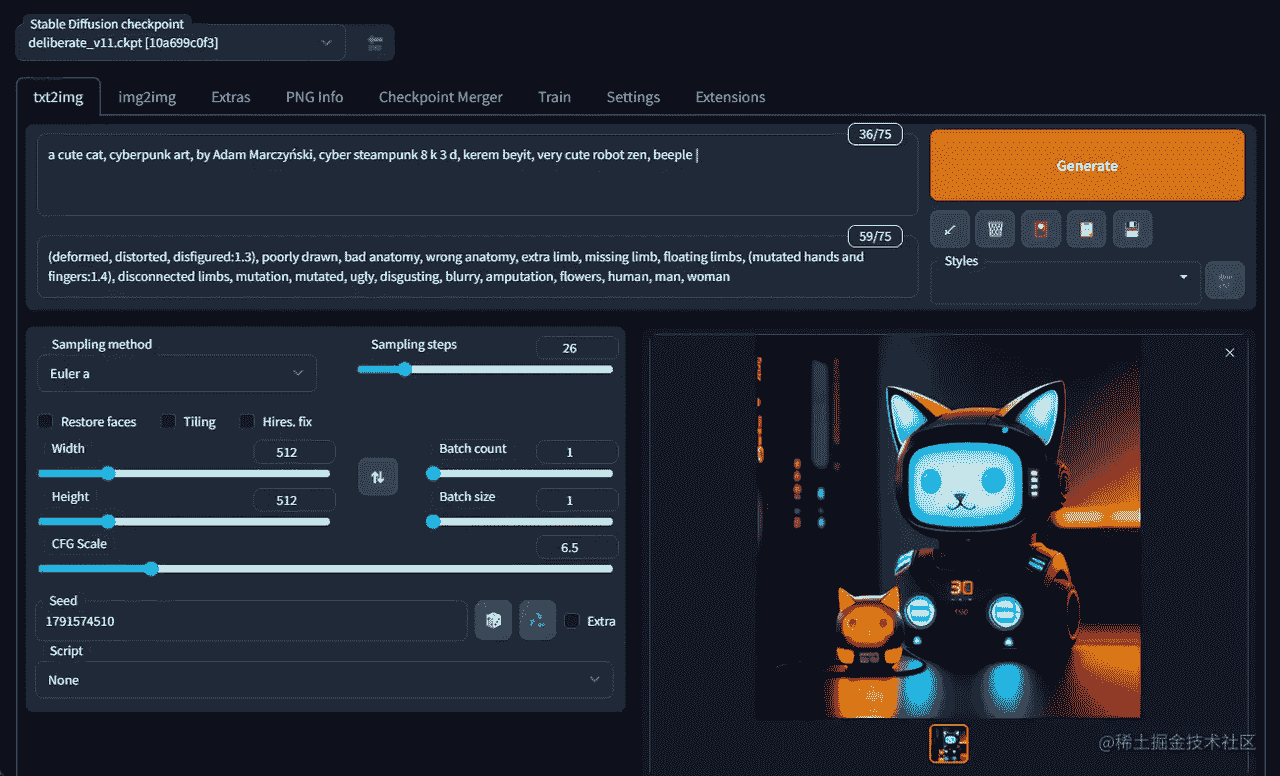 Stable Diffusion checkpoint
deliberate_v11.ckpt [10a699c0f3]
txt2img img2img Extras PNG Info Checkpoint Merger Train Settings Extensions
36/75
a cute cat, cyberpunk art, by Adam Marczyński, cyber steampunk 8 k 3 d, kerem beyit, very cute robot zen, beeple |
Generate
59/75
(deformed, distorted, disfigured:1.3), poorly drawn, bad anatomy, wrong anatomy, extra limb, missing limb, floating limbs, (mutated hands and
fingers:1.4), disconnected limbs, mutation, mutated, ugly, disgusting, blurry, amputation, flowers, human, man, woman
Styles
Sampling method
Euler a
Sampling steps 26
Restore faces Tiling Hires. fix
Width 512
Batch count 1
Height 512
Batch size 1
CFG Scale 6.5
Seed
1791574510
Extra
Script
None
30
@稀土掘金技术社区